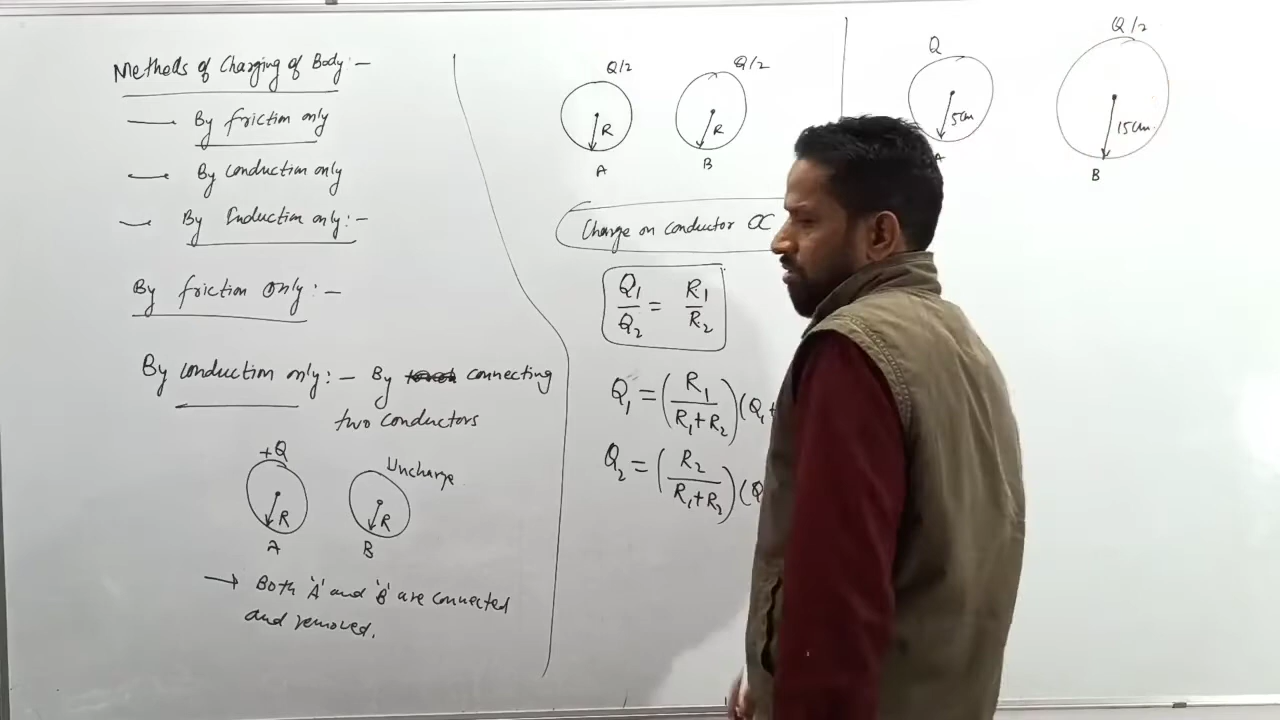 Methods of Charging of Body:-
— By friction only
— By Conduction only
— By Induction only:-
By friction Only:-
By conduction only:- By connecting
two conductors
+Q
Uncharge
R
R
A
B
→ Both 'A' and 'B' are connected
and removed.
Q/2
Q/2
R
R
A
B
Charge on conductor ∝
Q1/Q2 = R1/R2
Q1 = (R1/(R1+R2))(Q1+
Q2 = (R2/(R1+R2))(Q
Q
Q/2
5cm
15cm.
A
B